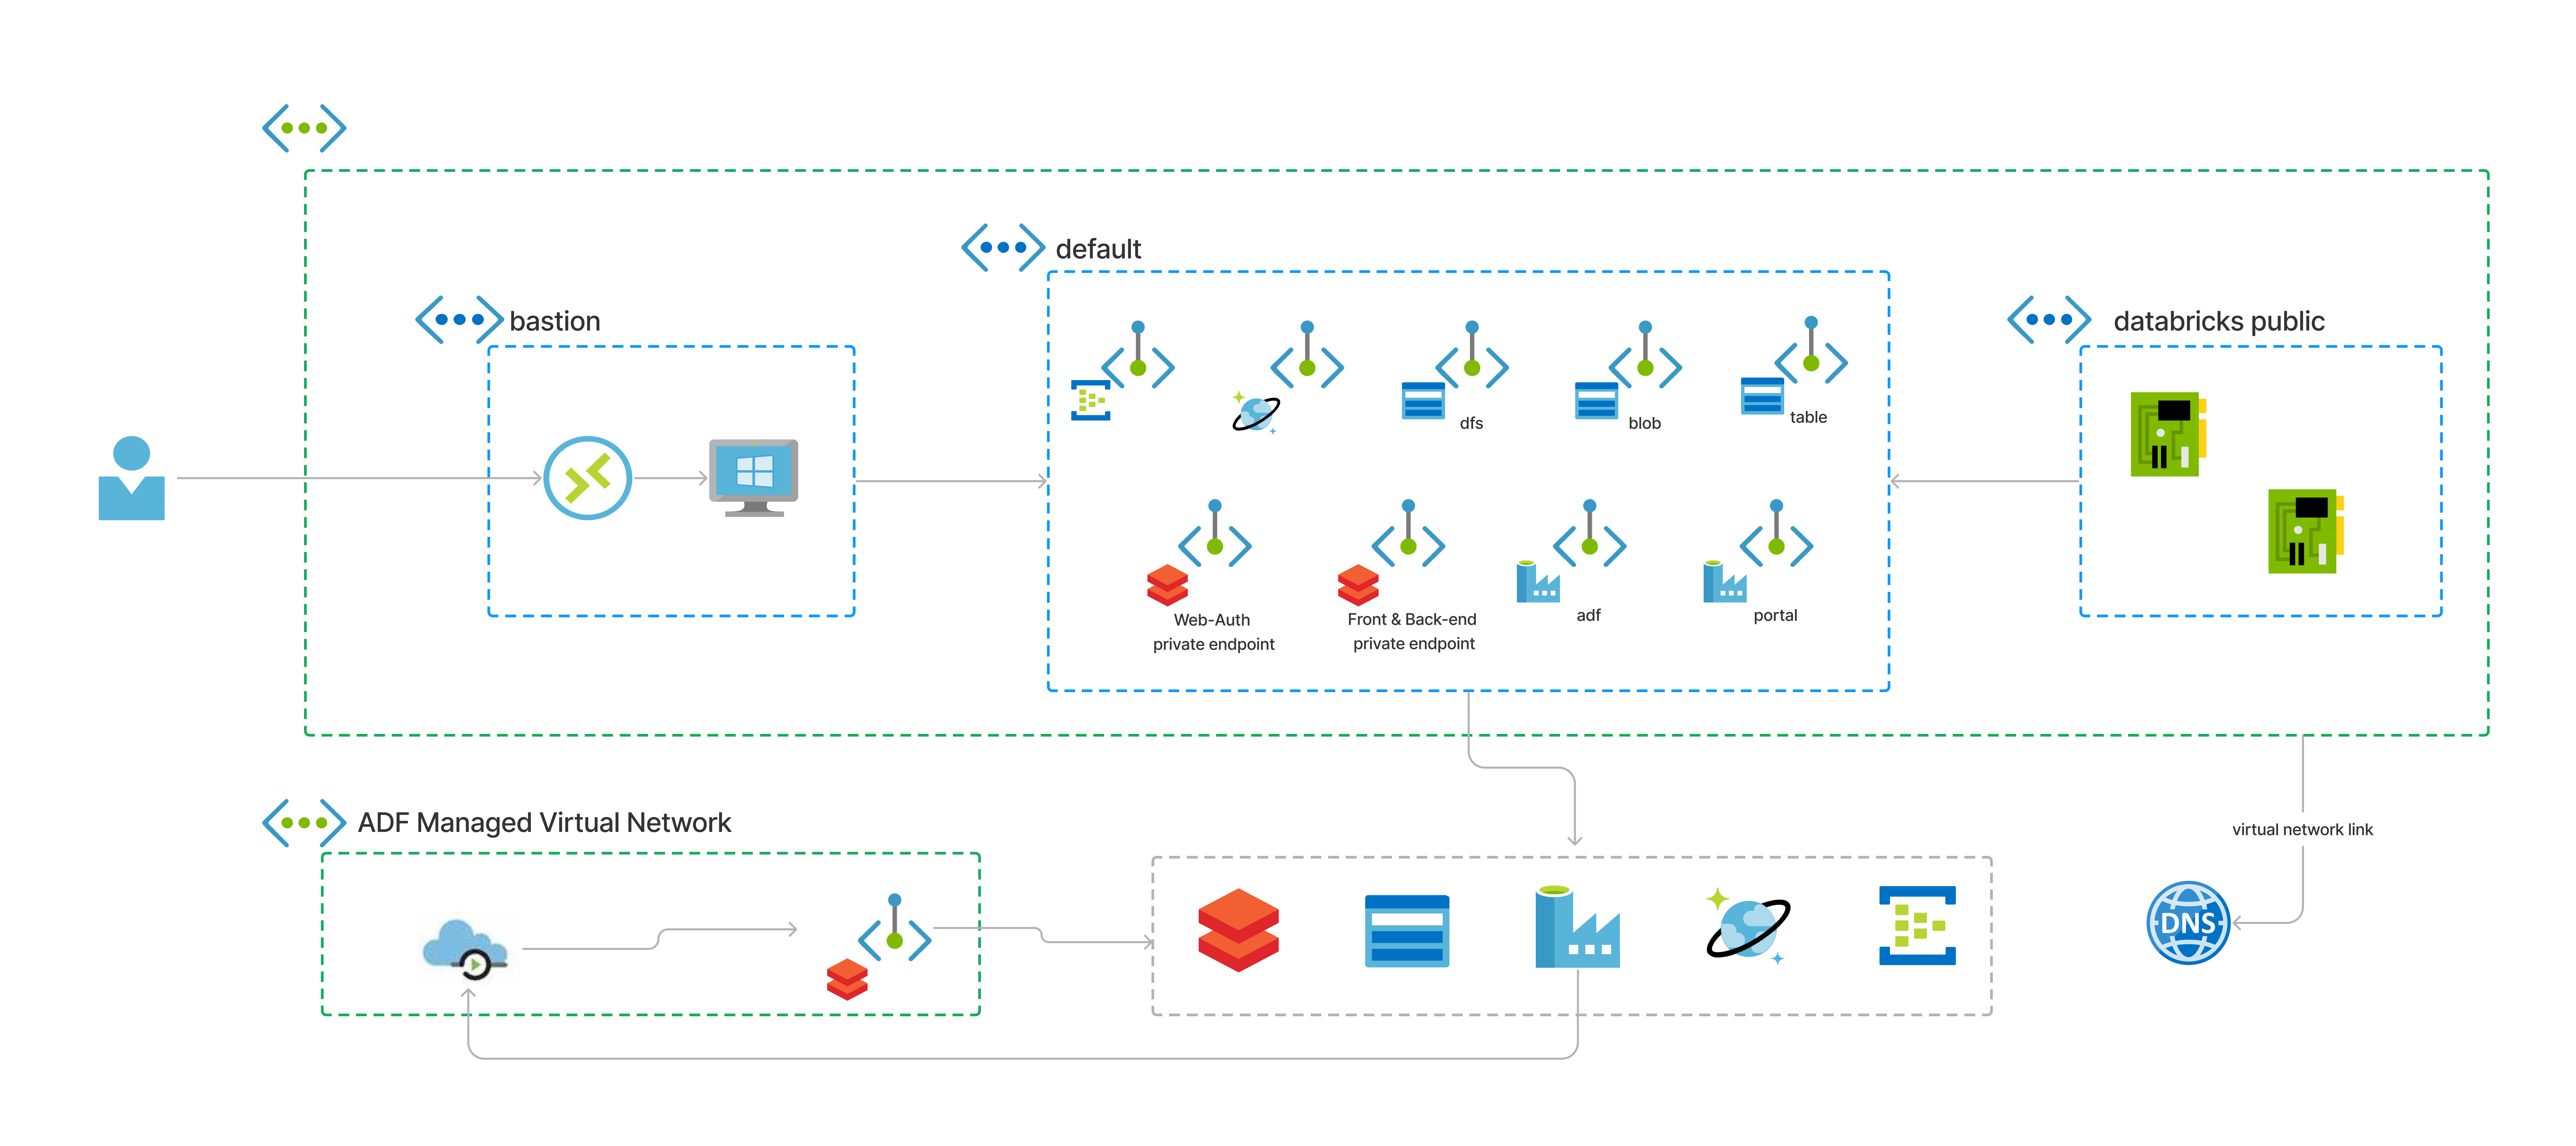 default
bastion
databricks public
dfs
blob
table
Web-Auth
private endpoint
Front & Back-end
private endpoint
adf
portal
ADF Managed Virtual Network
virtual network link
DNS